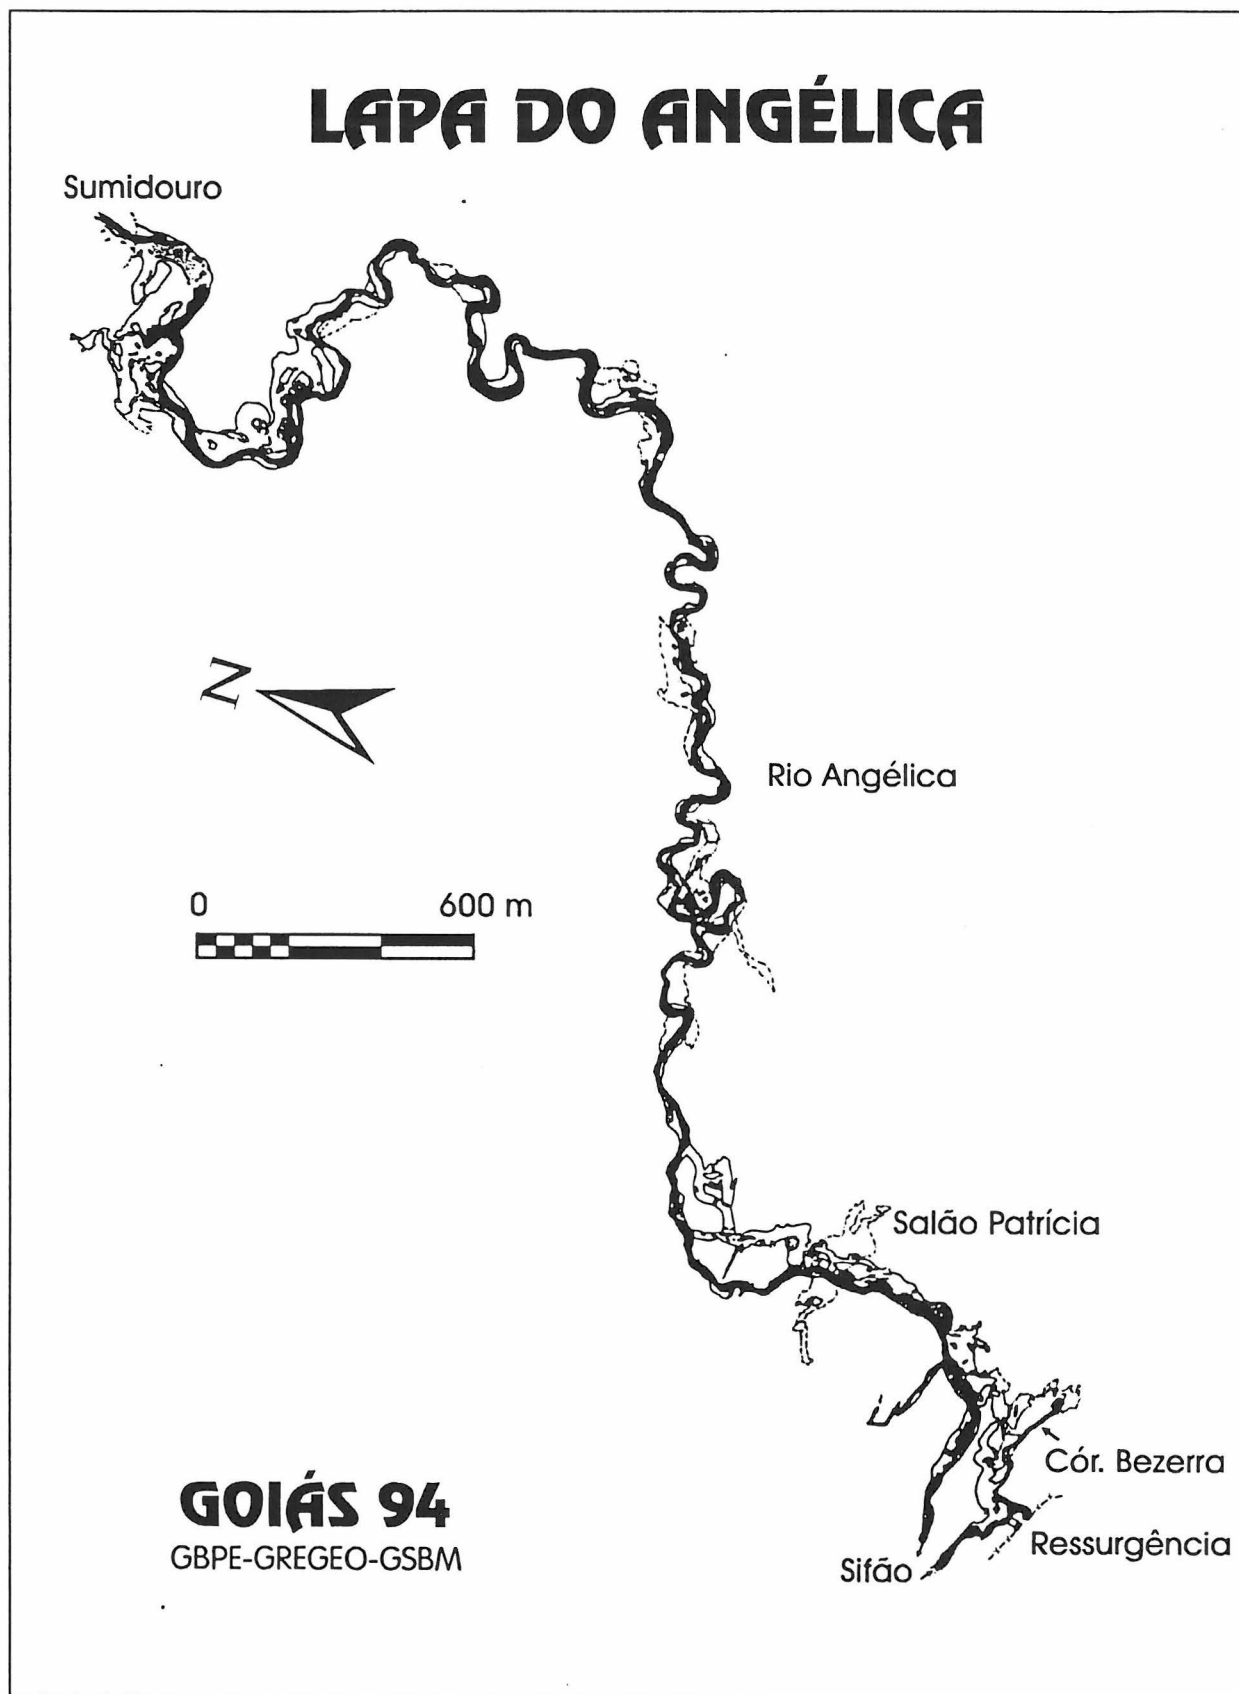 LAPA DO ANGÉLICA
Sumidouro
N
Rio Angélica
0 600 m
Salão Patrícia
Cór. Bezerra
Ressurgência
Sifão
GOIÁS 94
GBPE-GREGEO-GSBM